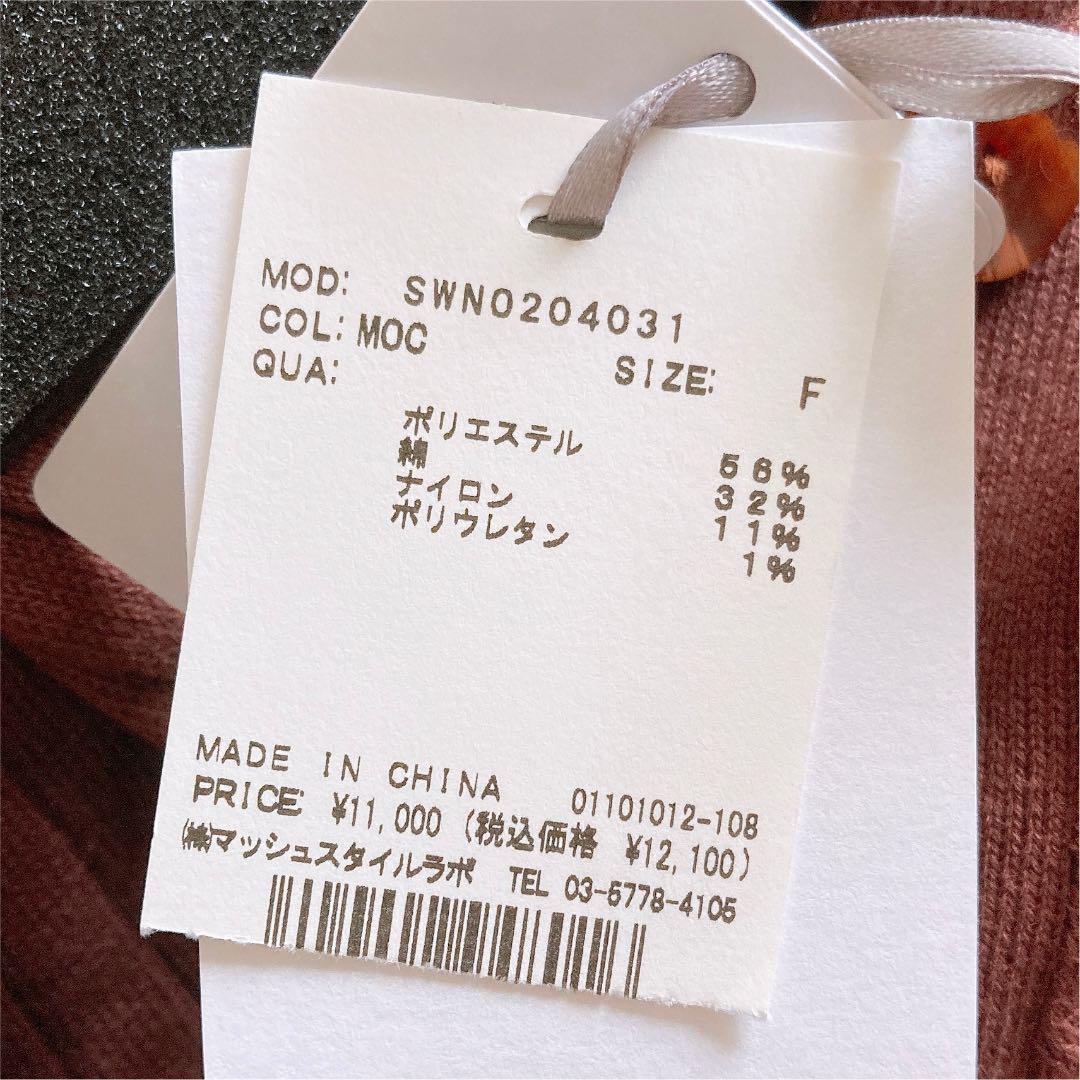 MOD: SWN0204031
COL: MOC
QUA: SIZE: F
ポリエステル 56%
綿 32%
ナイロン 11%
ポリウレタン 1%
MADE IN CHINA 01101012-108
PRICE: ¥11,000 (税込価格 ¥12,100)
㈱マッシュスタイルラボ TEL 03-5778-4105